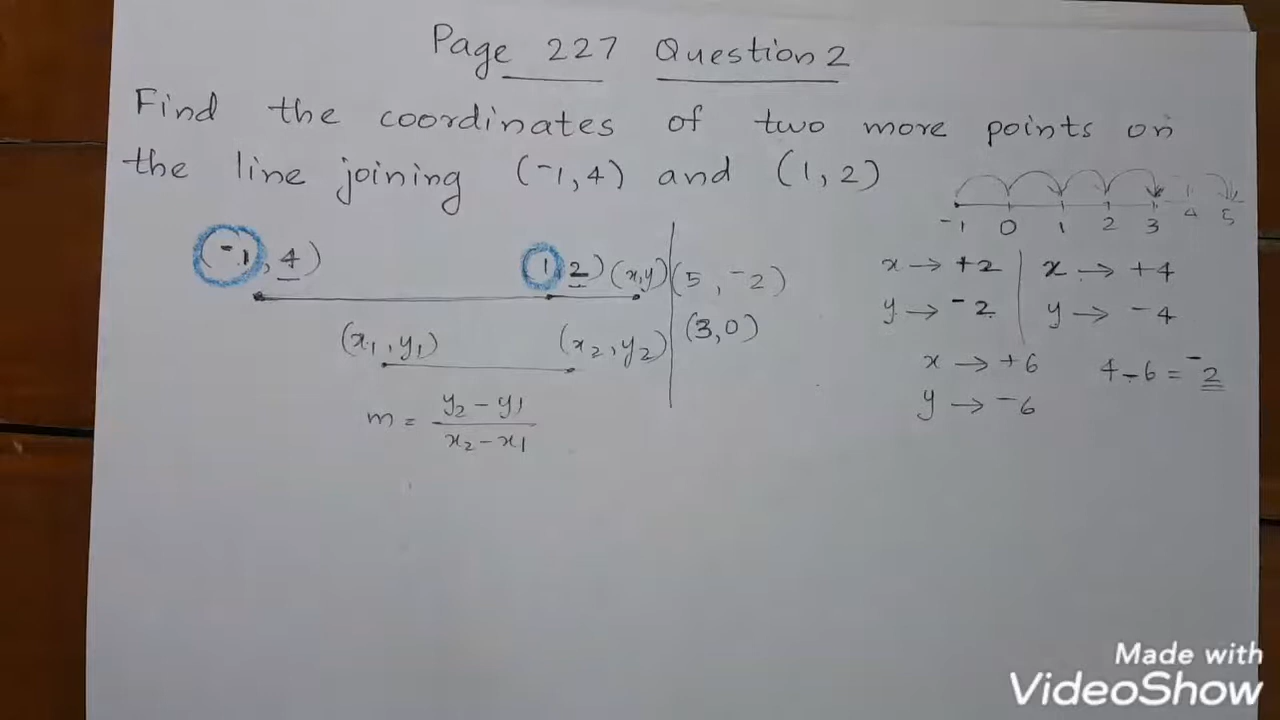 Page 227 Question 2
Find the coordinates of two more points on
the line joining (-1, 4) and (1, 2)
-1 0 1 2 3 4 5
(-1, 4) 1 2) (x,y) (5, -2)
x → +2 x → +4
y → -2 y → -4
(x₁, y₁) (x₂, y₂) (3, 0)
x → +6 4 - 6 = -2
y → -6
m = y₂ - y₁
x₂ - x₁
Made with
VideoShow